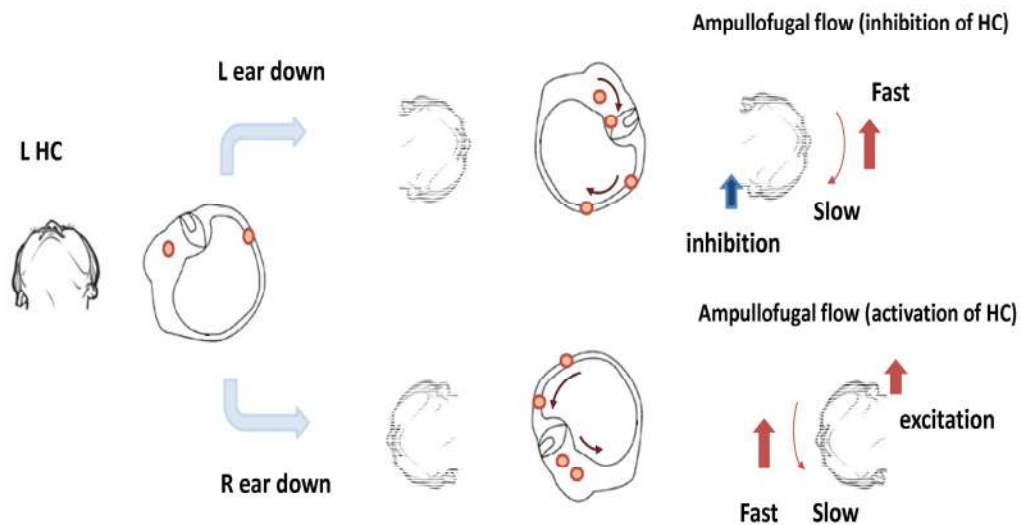 Ampullofugal flow (inhibition of HC)
L ear down
Fast
L HC
Slow
inhibition
Ampullofugal flow (activation of HC)
excitation
R ear down
Fast Slow